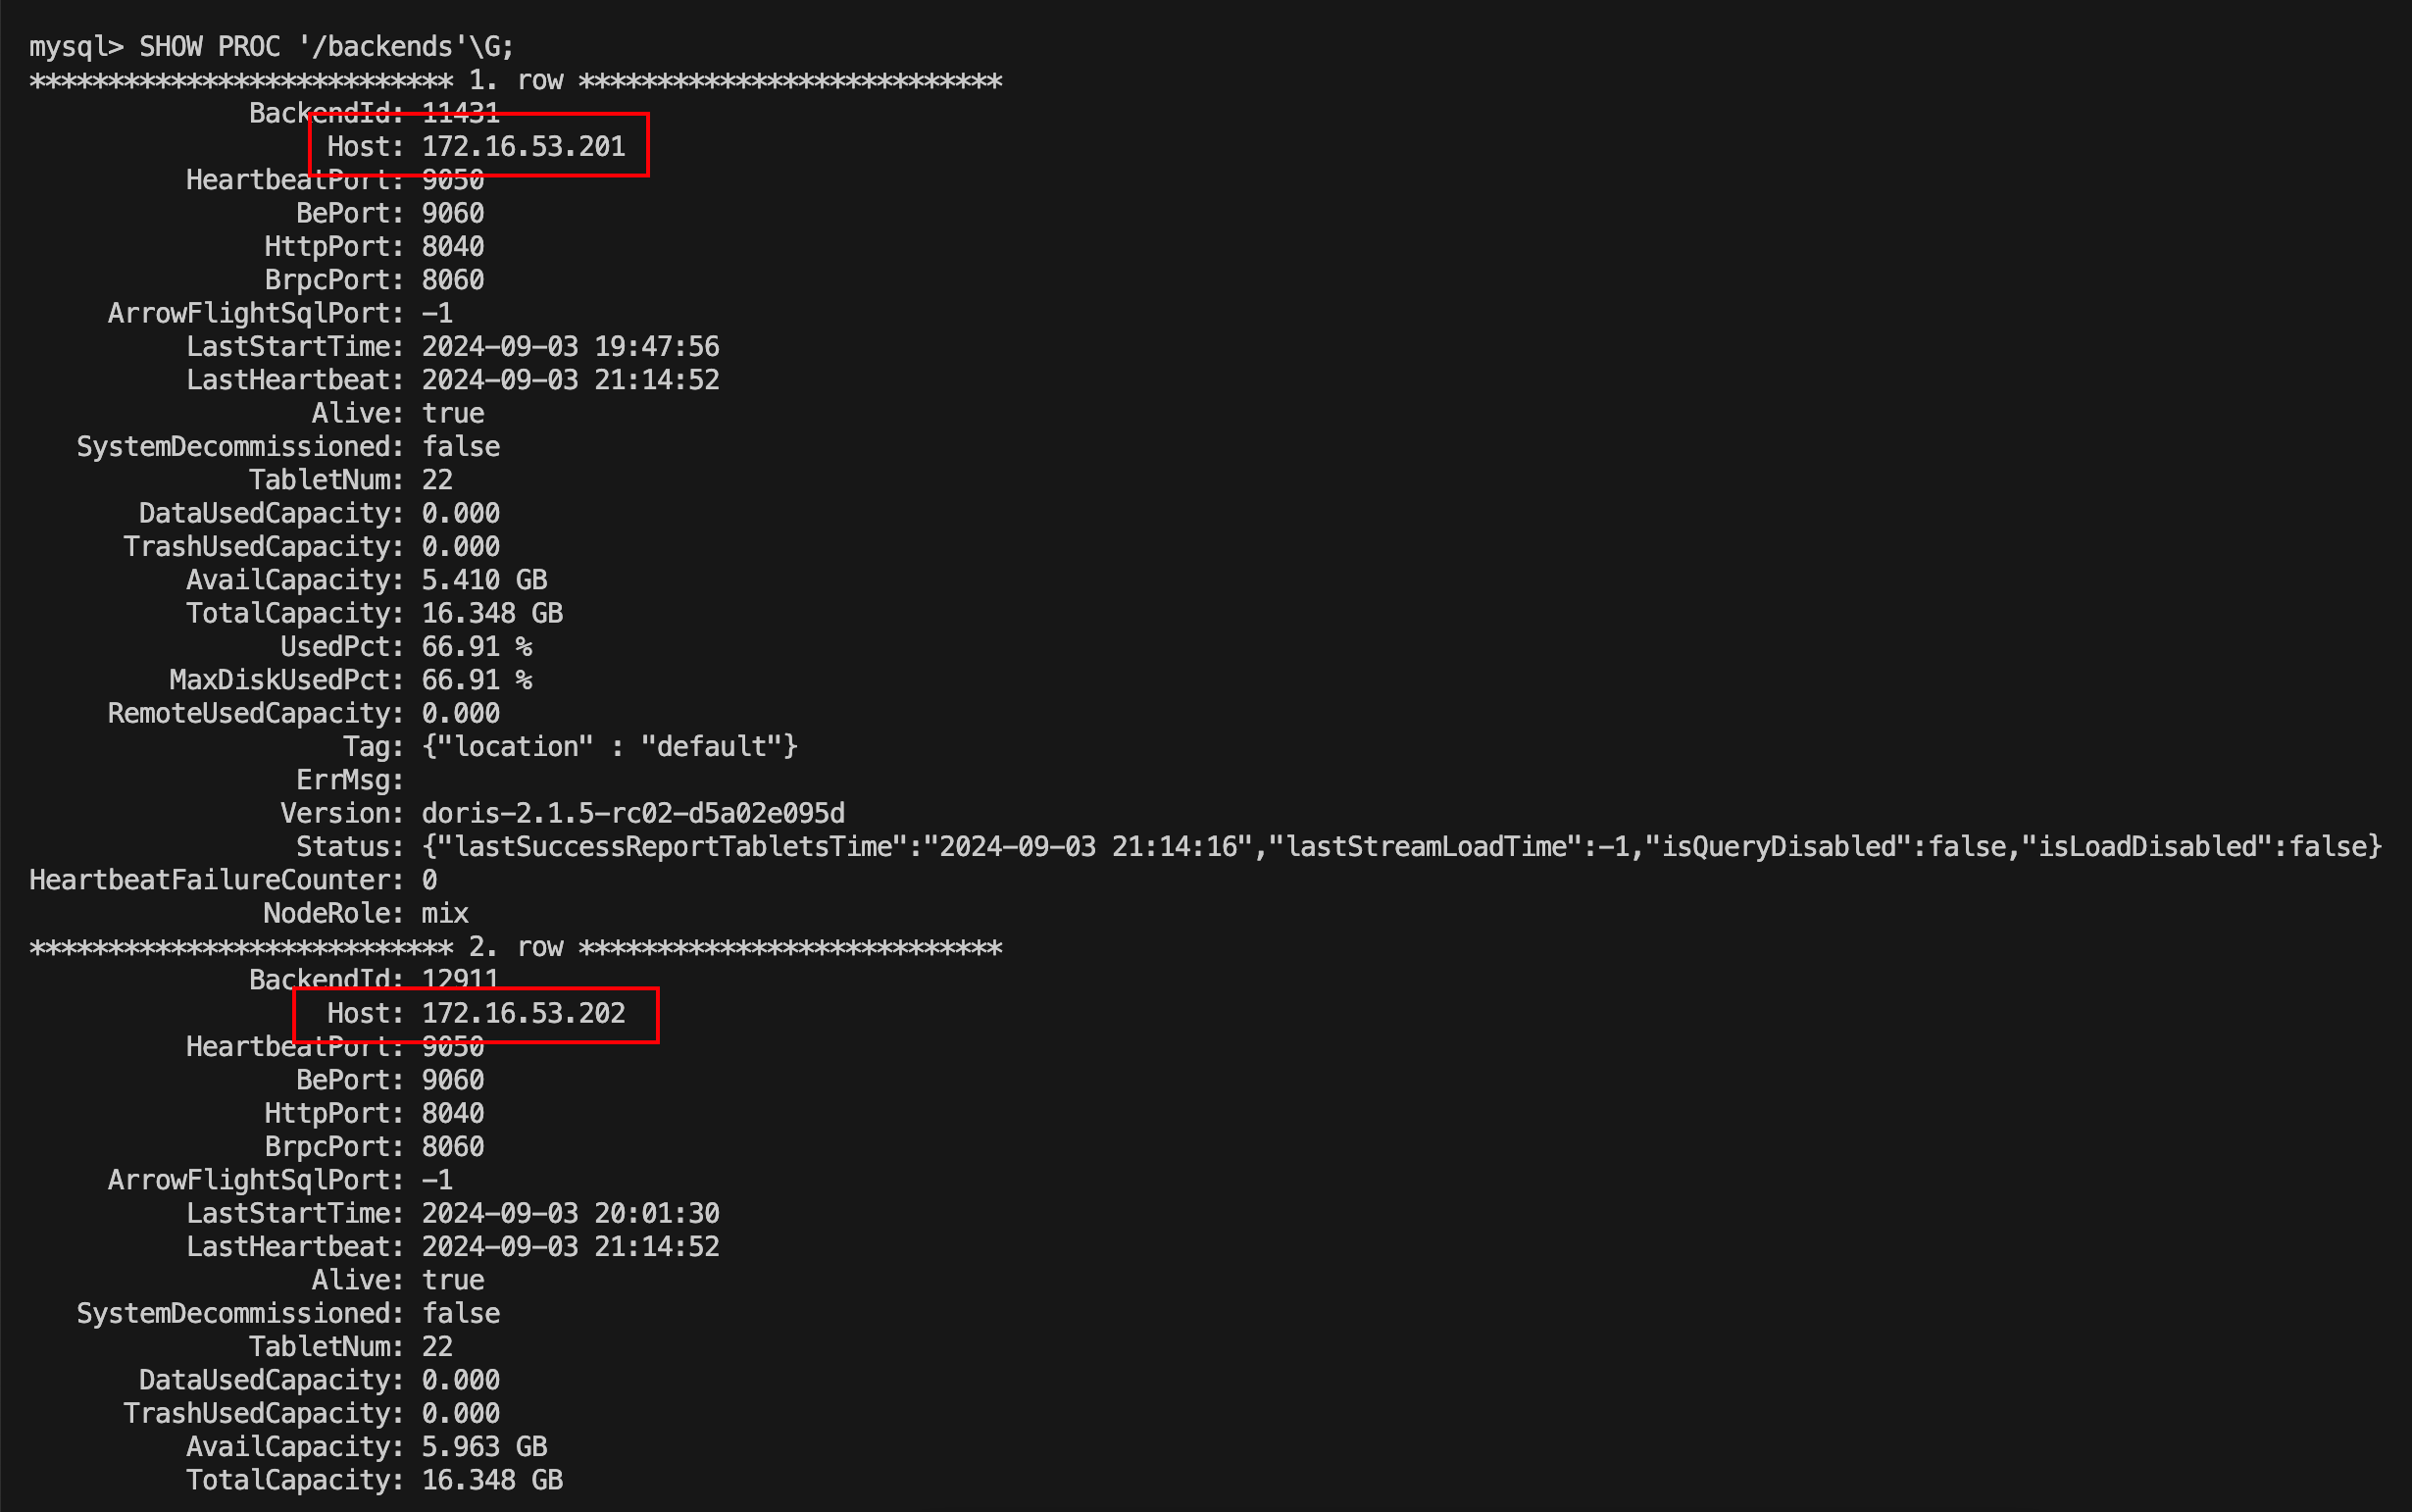 mysql> SHOW PROC '/backends'\G;
*************************** 1. row ***************************
BackendId: 11431
Host: 172.16.53.201
HeartbeatPort: 9050
BePort: 9060
HttpPort: 8040
BrpcPort: 8060
ArrowFlightSqlPort: -1
LastStartTime: 2024-09-03 19:47:56
LastHeartbeat: 2024-09-03 21:14:52
Alive: true
SystemDecommissioned: false
TabletNum: 22
DataUsedCapacity: 0.000
TrashUsedCapacity: 0.000
AvailCapacity: 5.410 GB
TotalCapacity: 16.348 GB
UsedPct: 66.91 %
MaxDiskUsedPct: 66.91 %
RemoteUsedCapacity: 0.000
Tag: {"location" : "default"}
ErrMsg:
Version: doris-2.1.5-rc02-d5a02e095d
Status: {"lastSuccessReportTabletsTime":"2024-09-03 21:14:16","lastStreamLoadTime":-1,"isQueryDisabled":false,"isLoadDisabled":false}
HeartbeatFailureCounter: 0
NodeRole: mix
*************************** 2. row ***************************
BackendId: 12911
Host: 172.16.53.202
HeartbeatPort: 9050
BePort: 9060
HttpPort: 8040
BrpcPort: 8060
ArrowFlightSqlPort: -1
LastStartTime: 2024-09-03 20:01:30
LastHeartbeat: 2024-09-03 21:14:52
Alive: true
SystemDecommissioned: false
TabletNum: 22
DataUsedCapacity: 0.000
TrashUsedCapacity: 0.000
AvailCapacity: 5.963 GB
TotalCapacity: 16.348 GB